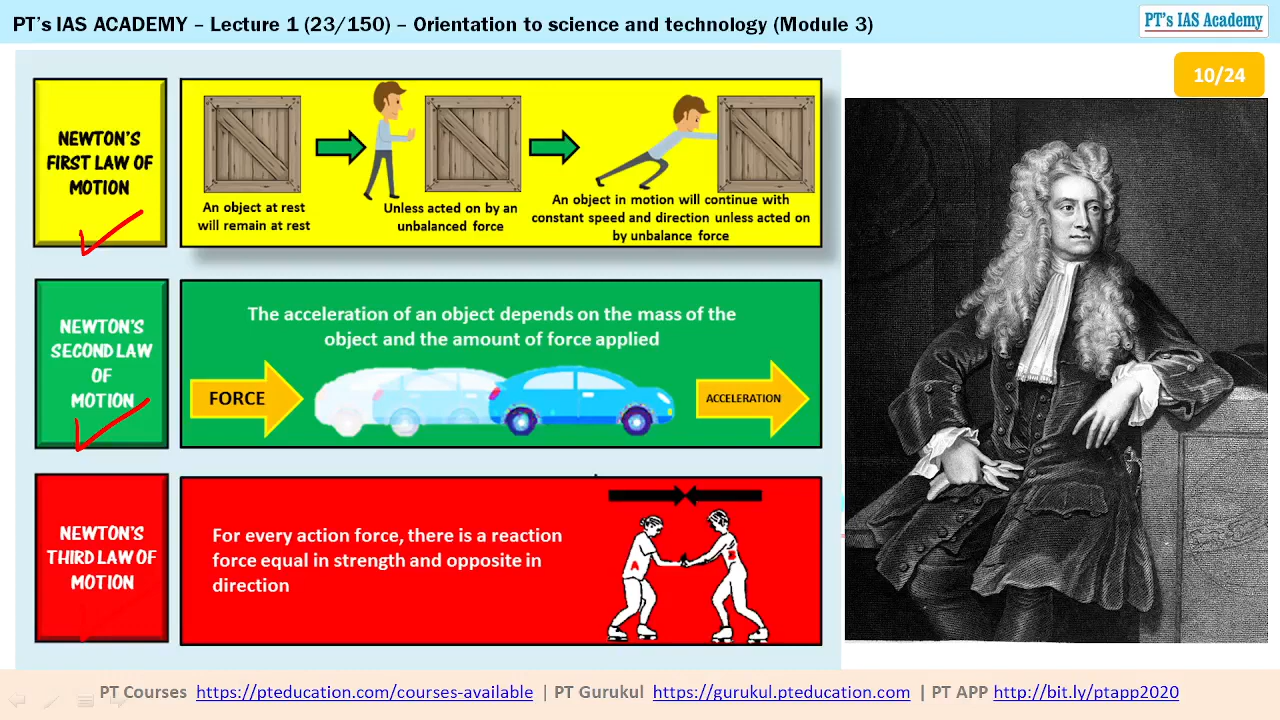 PT's IAS ACADEMY – Lecture 1 (23/150) – Orientation to science and technology (Module 3)
PT's IAS Academy
10/24
NEWTON'S
FIRST LAW OF
MOTION
An object at rest
will remain at rest
Unless acted on by an
unbalanced force
An object in motion will continue with
constant speed and direction unless acted on
by unbalance force
NEWTON'S
SECOND LAW
OF
MOTION
The acceleration of an object depends on the mass of the
object and the amount of force applied
FORCE
ACCELERATION
NEWTON'S
THIRD LAW OF
MOTION
For every action force, there is a reaction
force equal in strength and opposite in
direction
A
B
PT Courses https://pteducation.com/courses-available | PT Gurukul https://gurukul.pteducation.com | PT APP http://bit.ly/ptapp2020